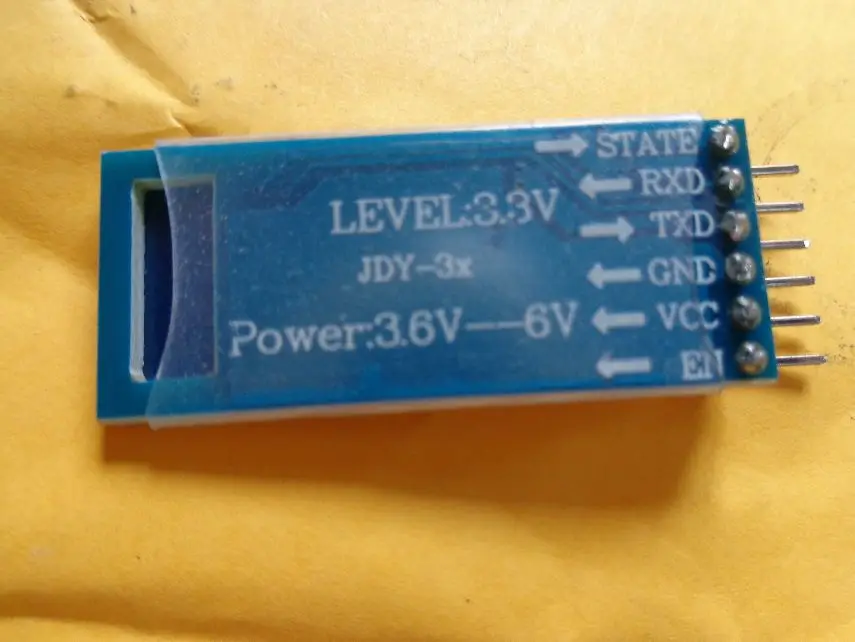 STATE
RXD
LEVEL:3.3V
TXD
JDY-3x
GND
Power:3.6V—6V
VCC
EN